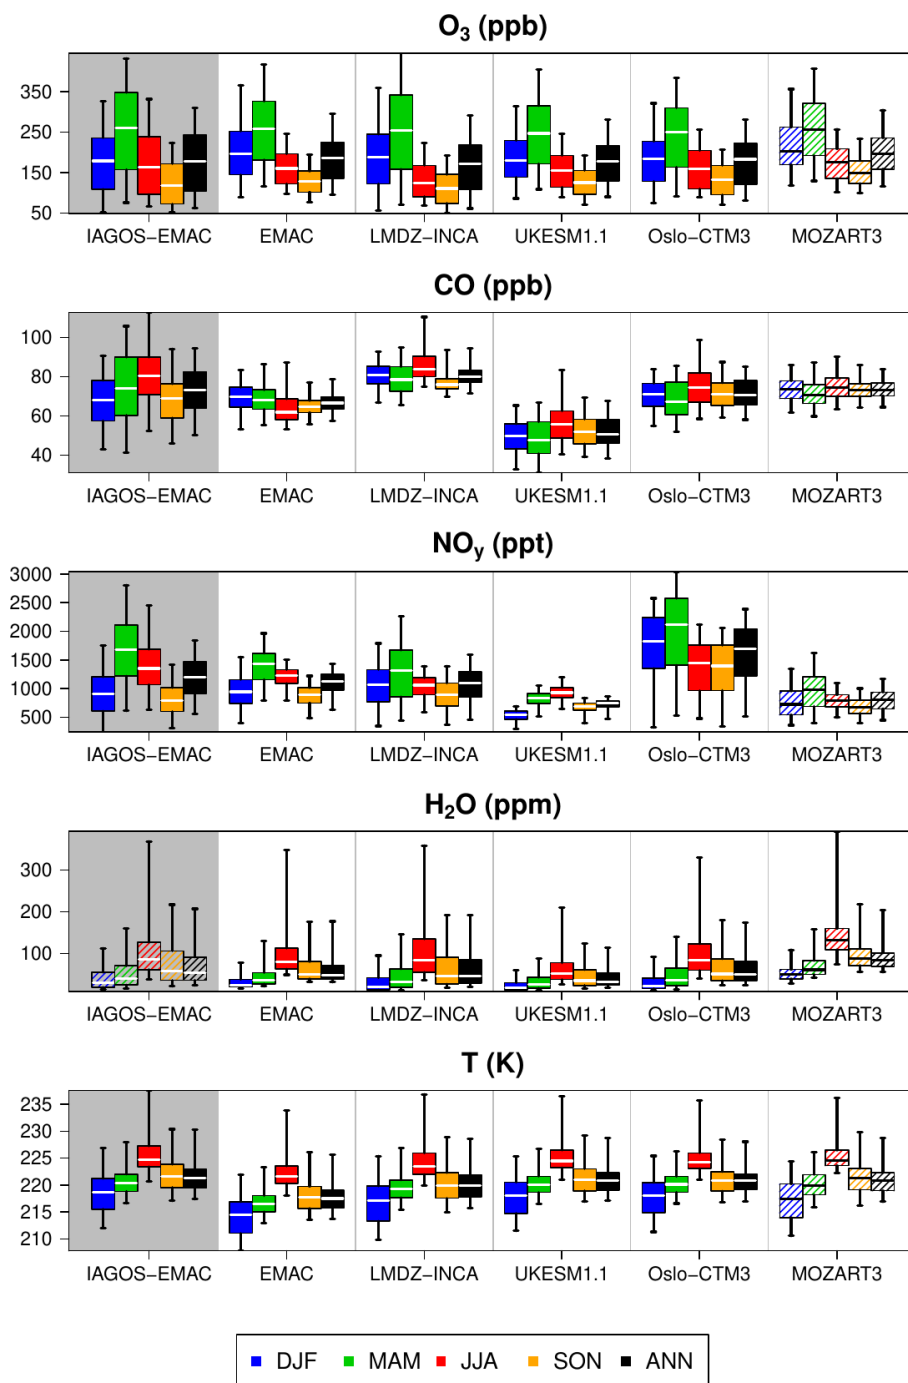 O₃ (ppb)
350
250
150
50
IAGOS−EMAC EMAC LMDZ−INCA UKESM1.1 Oslo−CTM3 MOZART3
CO (ppb)
100
80
60
40
IAGOS−EMAC EMAC LMDZ−INCA UKESM1.1 Oslo−CTM3 MOZART3
NOy (ppt)
3000
2500
2000
1500
1000
500
IAGOS−EMAC EMAC LMDZ−INCA UKESM1.1 Oslo−CTM3 MOZART3
H₂O (ppm)
300
200
100
IAGOS−EMAC EMAC LMDZ−INCA UKESM1.1 Oslo−CTM3 MOZART3
T (K)
235
230
225
220
215
210
IAGOS−EMAC EMAC LMDZ−INCA UKESM1.1 Oslo−CTM3 MOZART3
DJF MAM JJA SON ANN